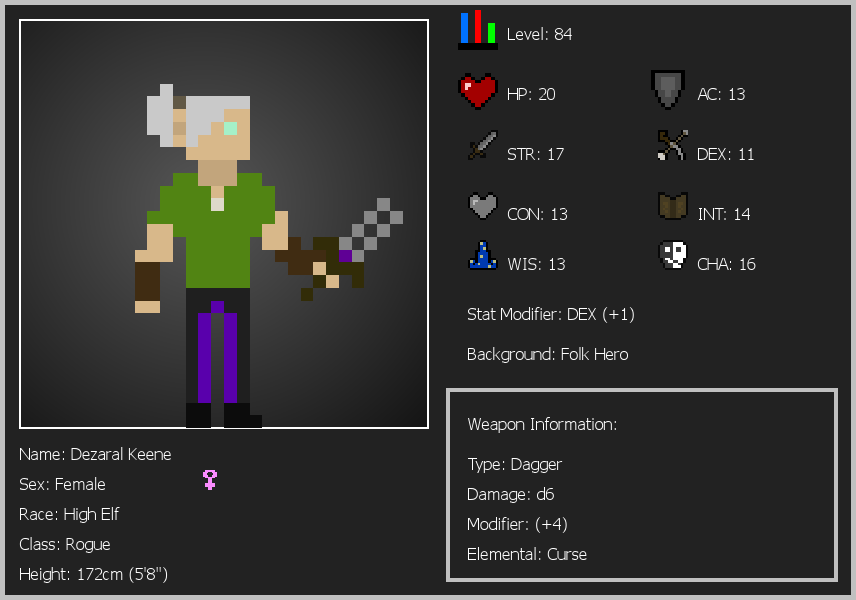 Level: 84
HP: 20
AC: 13
STR: 17
DEX: 11
CON: 13
INT: 14
WIS: 13
CHA: 16
Stat Modifier: DEX (+1)
Background: Folk Hero
Weapon Information:
Type: Dagger
Damage: d6
Modifier: (+4)
Elemental: Curse
Name: Dezaral Keene
Sex: Female
Race: High Elf
Class: Rogue
Height: 172cm (5'8")